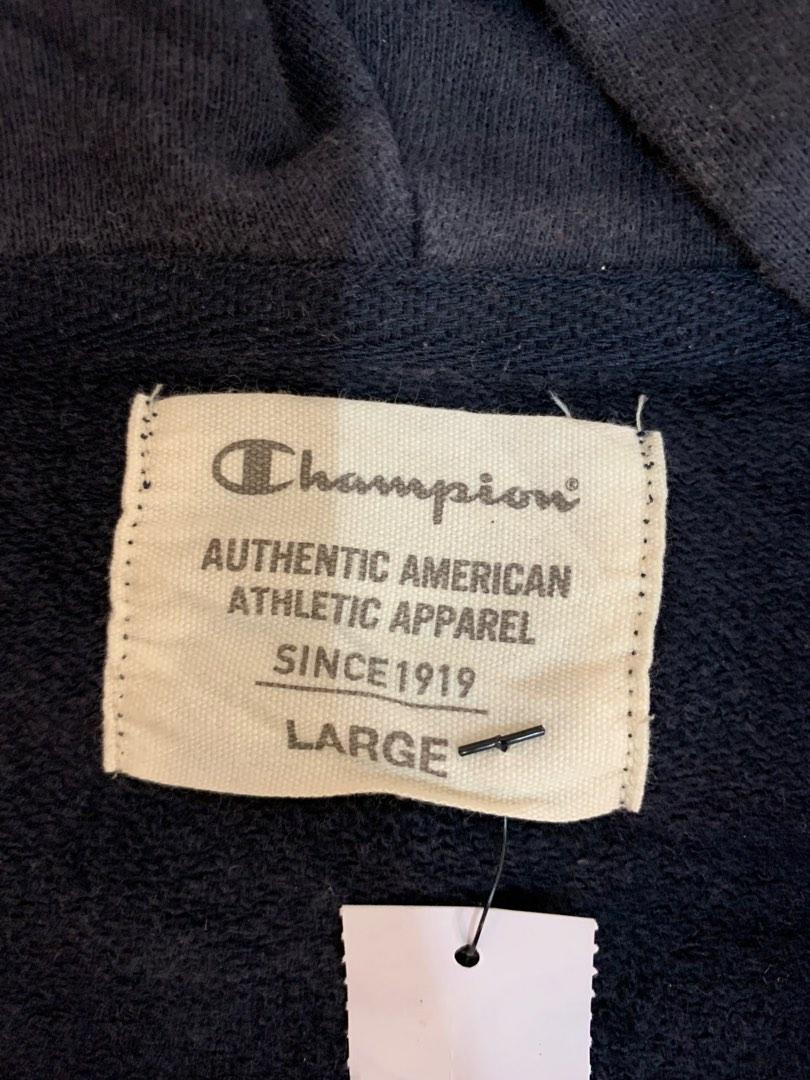 Champion®
AUTHENTIC AMERICAN
ATHLETIC APPAREL
SINCE 1919
LARGE